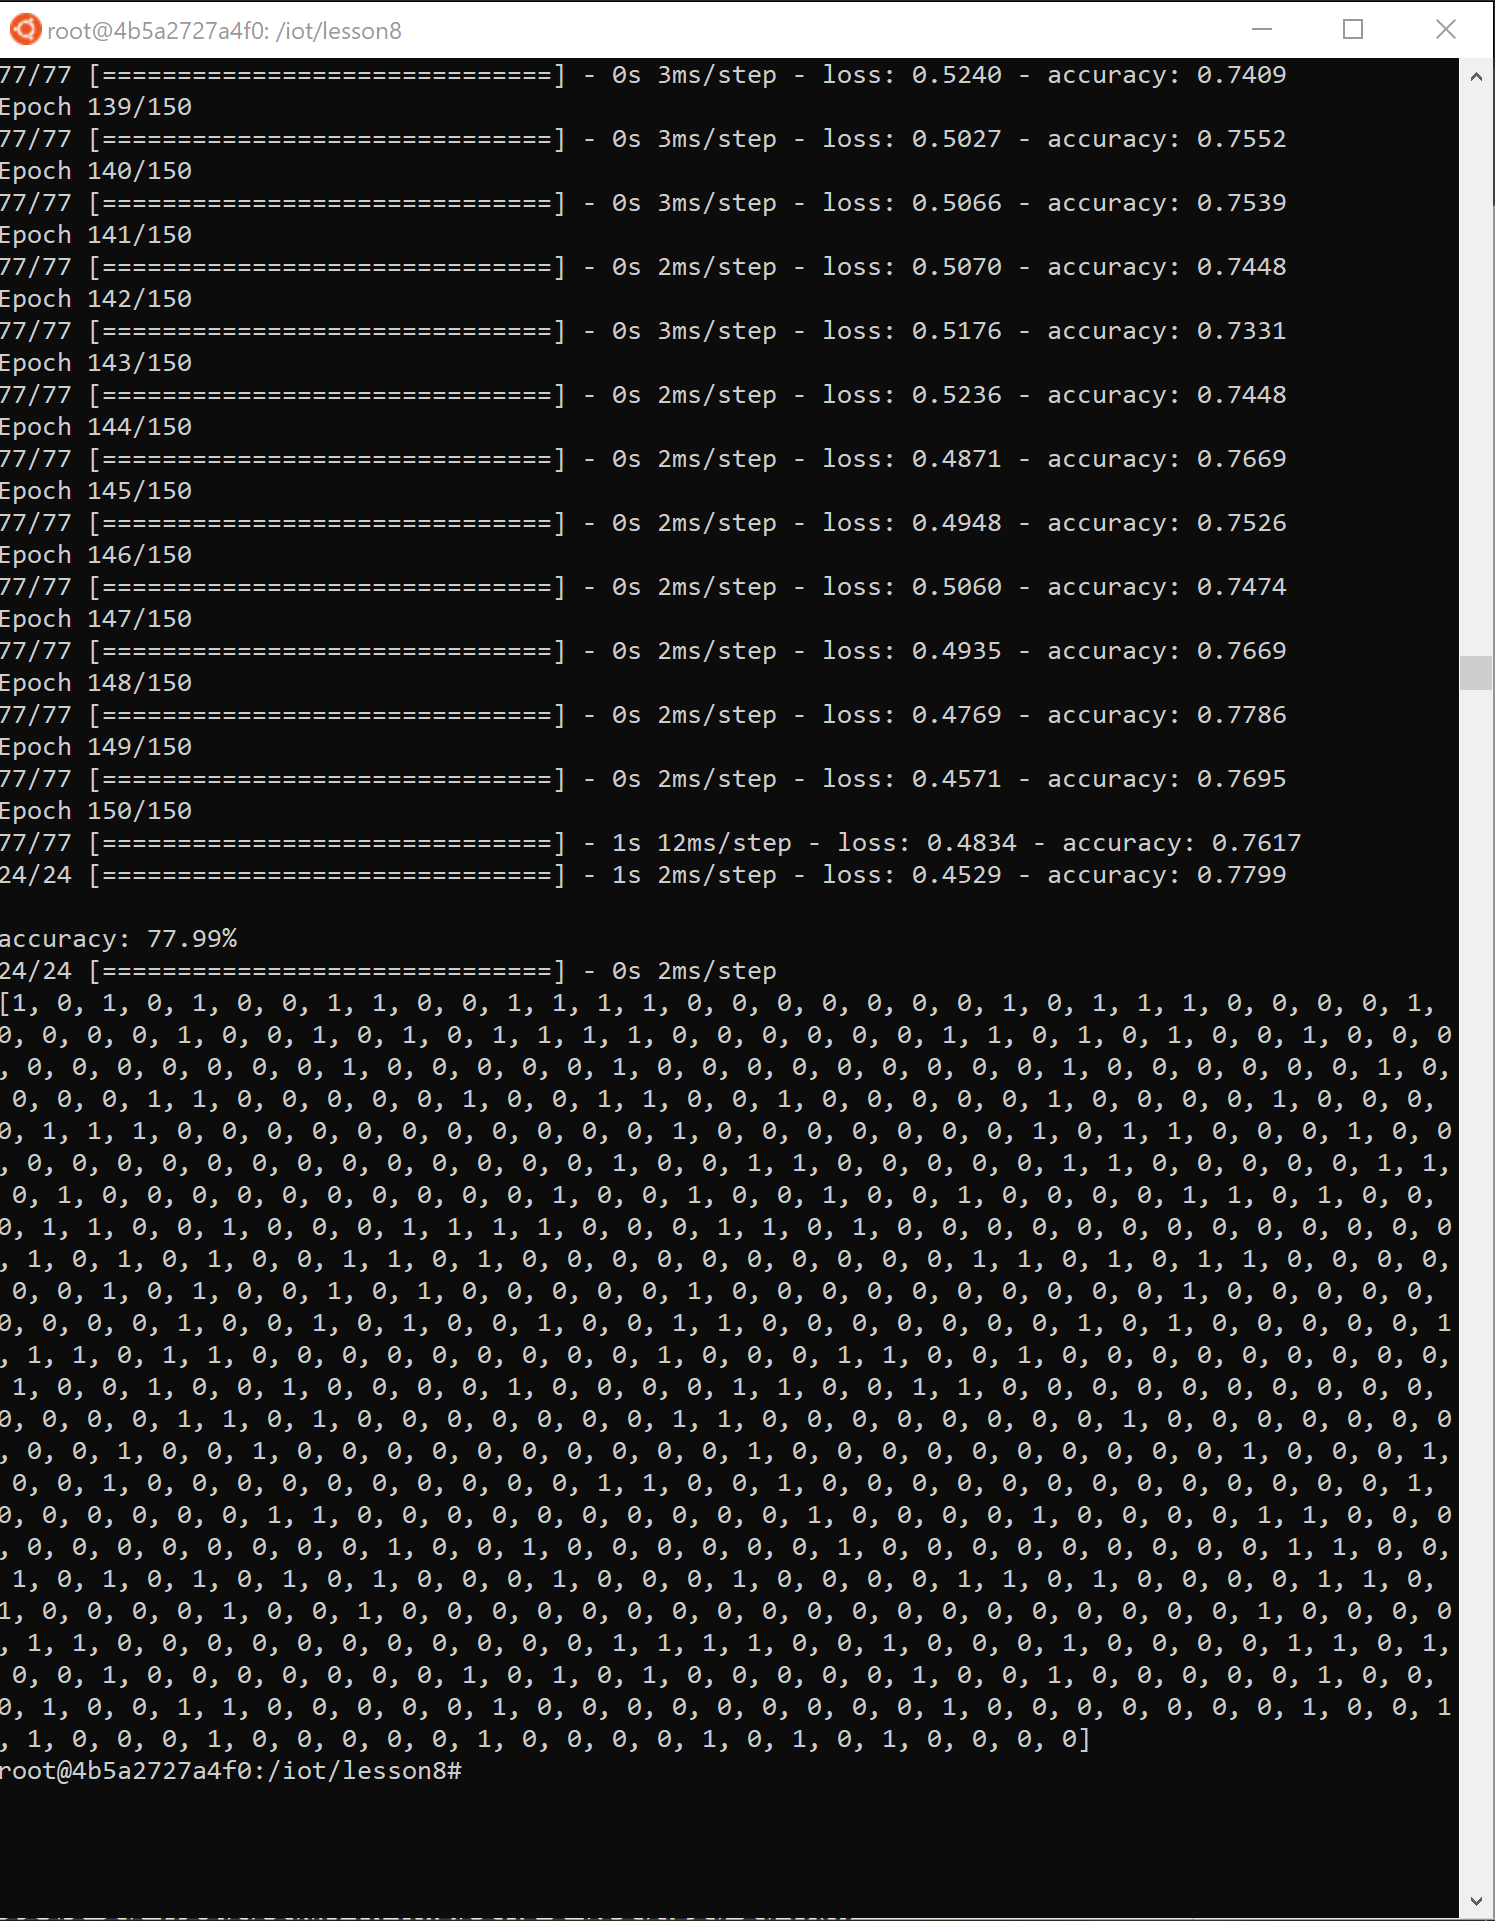 root@4b5a2727a4f0: /iot/lesson8
77/77 [==============================] - 0s 3ms/step - loss: 0.5240 - accuracy: 0.7409
Epoch 139/150
77/77 [==============================] - 0s 3ms/step - loss: 0.5027 - accuracy: 0.7552
Epoch 140/150
77/77 [==============================] - 0s 3ms/step - loss: 0.5066 - accuracy: 0.7539
Epoch 141/150
77/77 [==============================] - 0s 2ms/step - loss: 0.5070 - accuracy: 0.7448
Epoch 142/150
77/77 [==============================] - 0s 3ms/step - loss: 0.5176 - accuracy: 0.7331
Epoch 143/150
77/77 [==============================] - 0s 2ms/step - loss: 0.5236 - accuracy: 0.7448
Epoch 144/150
77/77 [==============================] - 0s 2ms/step - loss: 0.4871 - accuracy: 0.7669
Epoch 145/150
77/77 [==============================] - 0s 2ms/step - loss: 0.4948 - accuracy: 0.7526
Epoch 146/150
77/77 [==============================] - 0s 2ms/step - loss: 0.5060 - accuracy: 0.7474
Epoch 147/150
77/77 [==============================] - 0s 2ms/step - loss: 0.4935 - accuracy: 0.7669
Epoch 148/150
77/77 [==============================] - 0s 2ms/step - loss: 0.4769 - accuracy: 0.7786
Epoch 149/150
77/77 [==============================] - 0s 2ms/step - loss: 0.4571 - accuracy: 0.7695
Epoch 150/150
77/77 [==============================] - 1s 12ms/step - loss: 0.4834 - accuracy: 0.7617
24/24 [==============================] - 1s 2ms/step - loss: 0.4529 - accuracy: 0.7799
accuracy: 77.99%
24/24 [==============================] - 0s 2ms/step
[1, 0, 1, 0, 1, 0, 0, 1, 1, 0, 0, 1, 1, 1, 1, 0, 0, 0, 0, 0, 0, 0, 1, 0, 1, 1, 1, 0, 0, 0, 0, 1,
0, 0, 0, 0, 1, 0, 0, 1, 0, 1, 0, 1, 1, 1, 1, 0, 0, 0, 0, 0, 0, 1, 1, 0, 1, 0, 1, 0, 0, 1, 0, 0, 0
, 0, 0, 0, 0, 0, 0, 0, 1, 0, 0, 0, 0, 0, 1, 0, 0, 0, 0, 0, 0, 0, 0, 0, 1, 0, 0, 0, 0, 0, 0, 1, 0,
0, 0, 0, 1, 1, 0, 0, 0, 0, 0, 1, 0, 0, 1, 1, 0, 0, 1, 0, 0, 0, 0, 0, 1, 0, 0, 0, 0, 1, 0, 0, 0,
0, 1, 1, 1, 0, 0, 0, 0, 0, 0, 0, 0, 0, 0, 0, 1, 0, 0, 0, 0, 0, 0, 0, 1, 0, 1, 1, 0, 0, 0, 1, 0, 0
, 0, 0, 0, 0, 0, 0, 0, 0, 0, 0, 0, 0, 0, 1, 0, 0, 1, 1, 0, 0, 0, 0, 0, 1, 1, 0, 0, 0, 0, 0, 1, 1,
0, 1, 0, 0, 0, 0, 0, 0, 0, 0, 0, 0, 1, 0, 0, 1, 0, 0, 1, 0, 0, 1, 0, 0, 0, 0, 1, 1, 0, 1, 0, 0,
0, 1, 1, 0, 0, 1, 0, 0, 0, 1, 1, 1, 1, 0, 0, 0, 1, 1, 0, 1, 0, 0, 0, 0, 0, 0, 0, 0, 0, 0, 0, 0, 0
, 1, 0, 1, 0, 1, 0, 0, 1, 1, 0, 1, 0, 0, 0, 0, 0, 0, 0, 0, 0, 0, 1, 1, 0, 1, 0, 1, 1, 0, 0, 0, 0,
0, 0, 1, 0, 1, 0, 0, 1, 0, 1, 0, 0, 0, 0, 0, 1, 0, 0, 0, 0, 0, 0, 0, 0, 0, 0, 1, 0, 0, 0, 0, 0,
0, 0, 0, 0, 1, 0, 0, 1, 0, 1, 0, 0, 1, 0, 0, 1, 1, 0, 0, 0, 0, 0, 0, 0, 1, 0, 1, 0, 0, 0, 0, 0, 1
, 1, 1, 0, 1, 1, 0, 0, 0, 0, 0, 0, 0, 0, 0, 1, 0, 0, 0, 1, 1, 0, 0, 1, 0, 0, 0, 0, 0, 0, 0, 0, 0,
1, 0, 0, 1, 0, 0, 1, 0, 0, 0, 0, 1, 0, 0, 0, 0, 1, 1, 0, 0, 1, 1, 0, 0, 0, 0, 0, 0, 0, 0, 0, 0,
0, 0, 0, 0, 1, 1, 0, 1, 0, 0, 0, 0, 0, 0, 0, 1, 1, 0, 0, 0, 0, 0, 0, 0, 0, 1, 0, 0, 0, 0, 0, 0, 0
, 0, 0, 1, 0, 0, 1, 0, 0, 0, 0, 0, 0, 0, 0, 0, 0, 1, 0, 0, 0, 0, 0, 0, 0, 0, 0, 0, 1, 0, 0, 0, 1,
0, 0, 1, 0, 0, 0, 0, 0, 0, 0, 0, 0, 0, 1, 1, 0, 0, 1, 0, 0, 0, 0, 0, 0, 0, 0, 0, 0, 0, 0, 0, 1,
0, 0, 0, 0, 0, 0, 1, 1, 0, 0, 0, 0, 0, 0, 0, 0, 0, 0, 1, 0, 0, 0, 0, 1, 0, 0, 0, 0, 1, 1, 0, 0, 0
, 0, 0, 0, 0, 0, 0, 0, 0, 1, 0, 0, 1, 0, 0, 0, 0, 0, 0, 1, 0, 0, 0, 0, 0, 0, 0, 0, 0, 1, 1, 0, 0,
1, 0, 1, 0, 1, 0, 1, 0, 1, 0, 0, 0, 1, 0, 0, 0, 1, 0, 0, 0, 0, 1, 1, 0, 1, 0, 0, 0, 0, 1, 1, 0,
1, 0, 0, 0, 0, 1, 0, 0, 1, 0, 0, 0, 0, 0, 0, 0, 0, 0, 0, 0, 0, 0, 0, 0, 0, 0, 0, 0, 1, 0, 0, 0, 0
, 1, 1, 0, 0, 0, 0, 0, 0, 0, 0, 0, 0, 0, 1, 1, 1, 1, 0, 0, 1, 0, 0, 0, 1, 0, 0, 0, 0, 1, 1, 0, 1,
0, 0, 1, 0, 0, 0, 0, 0, 0, 0, 1, 0, 1, 0, 1, 0, 0, 0, 0, 0, 1, 0, 0, 1, 0, 0, 0, 0, 0, 1, 0, 0,
0, 1, 0, 0, 1, 1, 0, 0, 0, 0, 0, 1, 0, 0, 0, 0, 0, 0, 0, 0, 0, 1, 0, 0, 0, 0, 0, 0, 0, 1, 0, 0, 1
, 1, 0, 0, 0, 1, 0, 0, 0, 0, 0, 1, 0, 0, 0, 0, 1, 0, 1, 0, 1, 0, 0, 0, 0]
root@4b5a2727a4f0:/iot/lesson8#